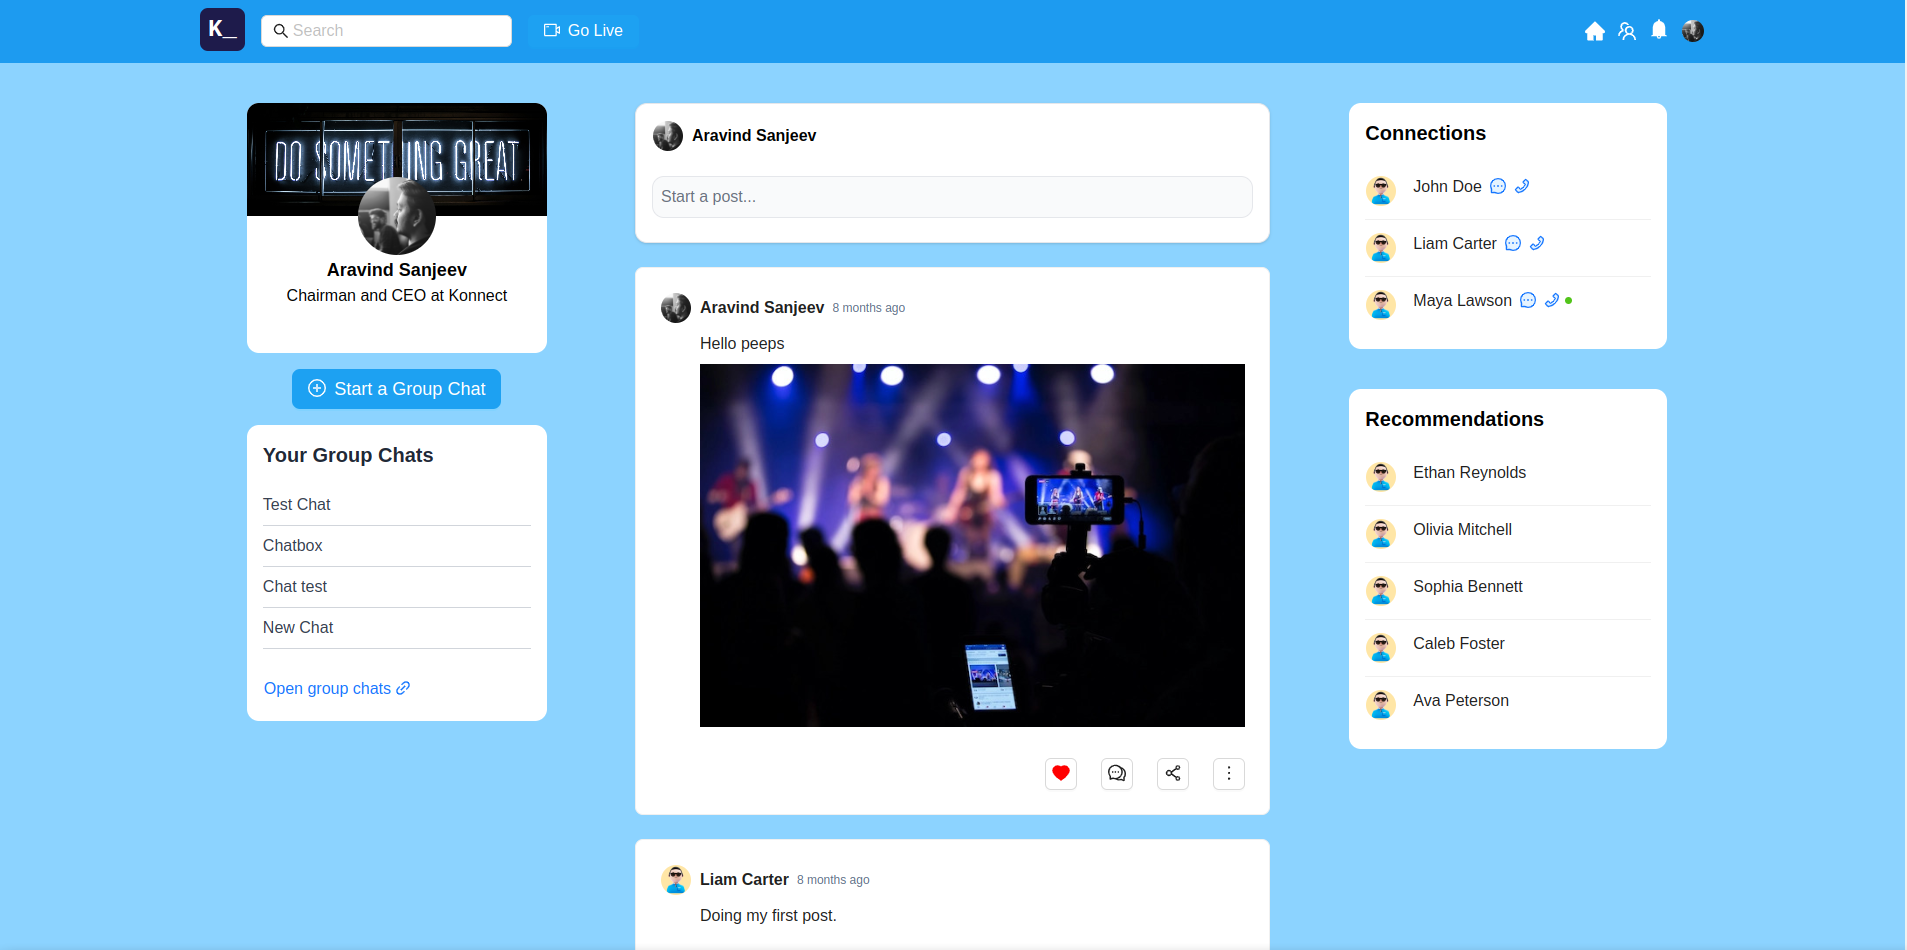 K_
Search
Go Live
DO SOMETHING GREAT
Aravind Sanjeev
Chairman and CEO at Konnect
Start a Group Chat
Your Group Chats
Test Chat
Chatbox
Chat test
New Chat
Open group chats
Aravind Sanjeev
Start a post...
Aravind Sanjeev 8 months ago
Hello peeps
Liam Carter 8 months ago
Doing my first post.
Connections
John Doe
Liam Carter
Maya Lawson
Recommendations
Ethan Reynolds
Olivia Mitchell
Sophia Bennett
Caleb Foster
Ava Peterson